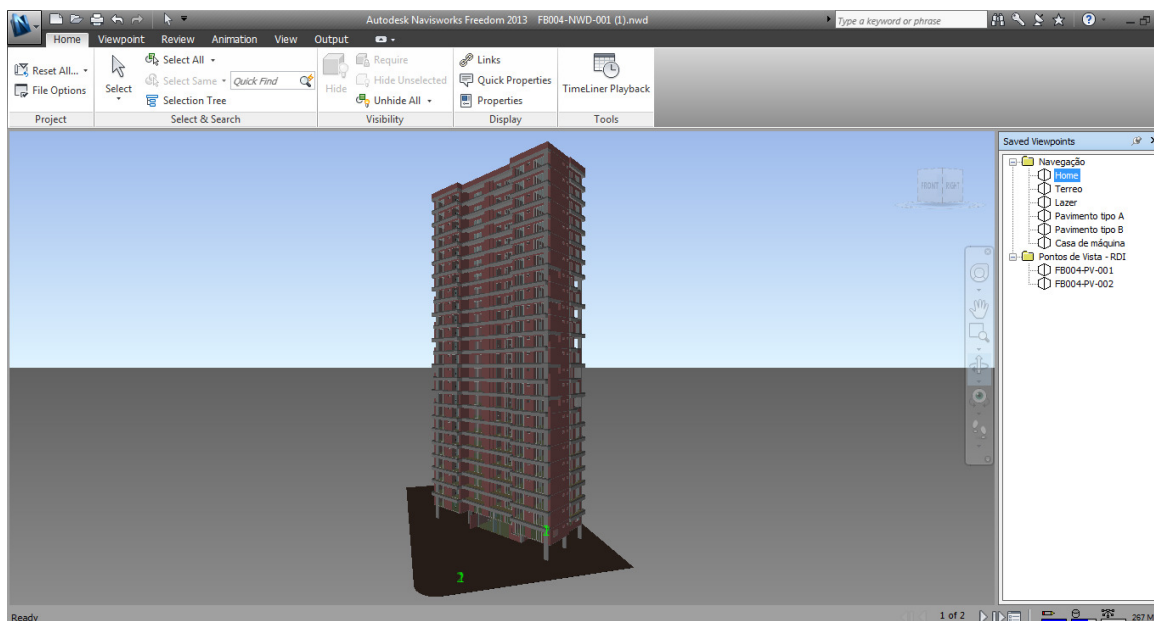 Autodesk Navisworks Freedom 2013 FB004-NWD-001 (1).nwd
Type a keyword or phrase
Home Viewpoint Review Animation View Output
Reset All...
File Options
Project
Select
Select All
Select Same
Quick Find
Selection Tree
Select & Search
Hide
Require
Hide Unselected
Unhide All
Visibility
Links
Quick Properties
Properties
Display
TimeLiner Playback
Tools
Saved Viewpoints
Navegação
Home
Terreo
Lazer
Pavimento tipo A
Pavimento tipo B
Casa de máquina
Pontos de Vista - RDI
FB004-PV-001
FB004-PV-002
FRONT RIGHT
1
2
Ready
1 of 2
267 M